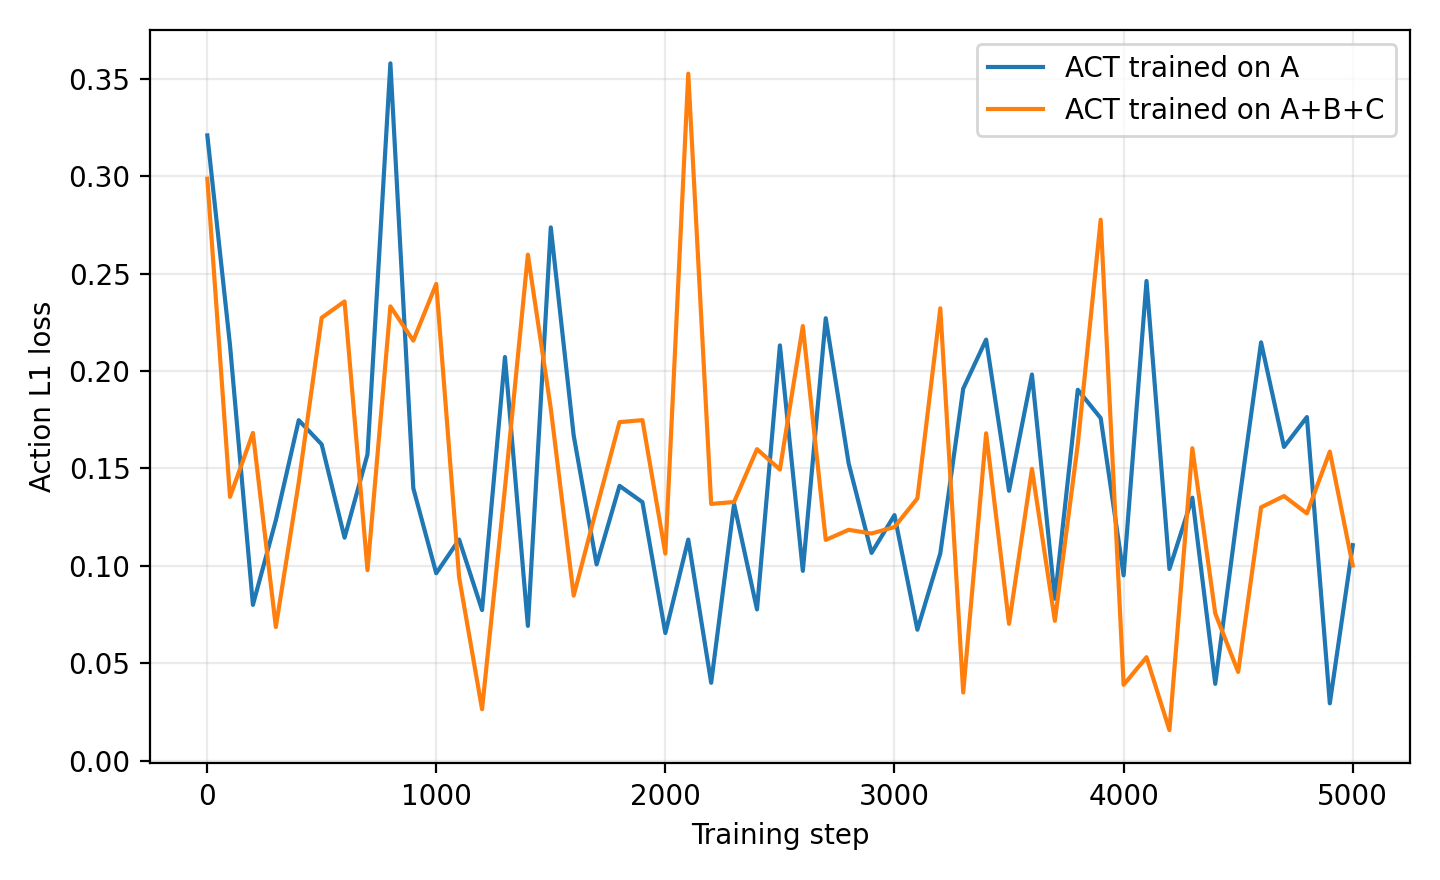 ACT trained on A
ACT trained on A+B+C
0.35
0.30
0.25
0.20
0.15
0.10
0.05
0.00
Action L1 loss
0 1000 2000 3000 4000 5000
Training step